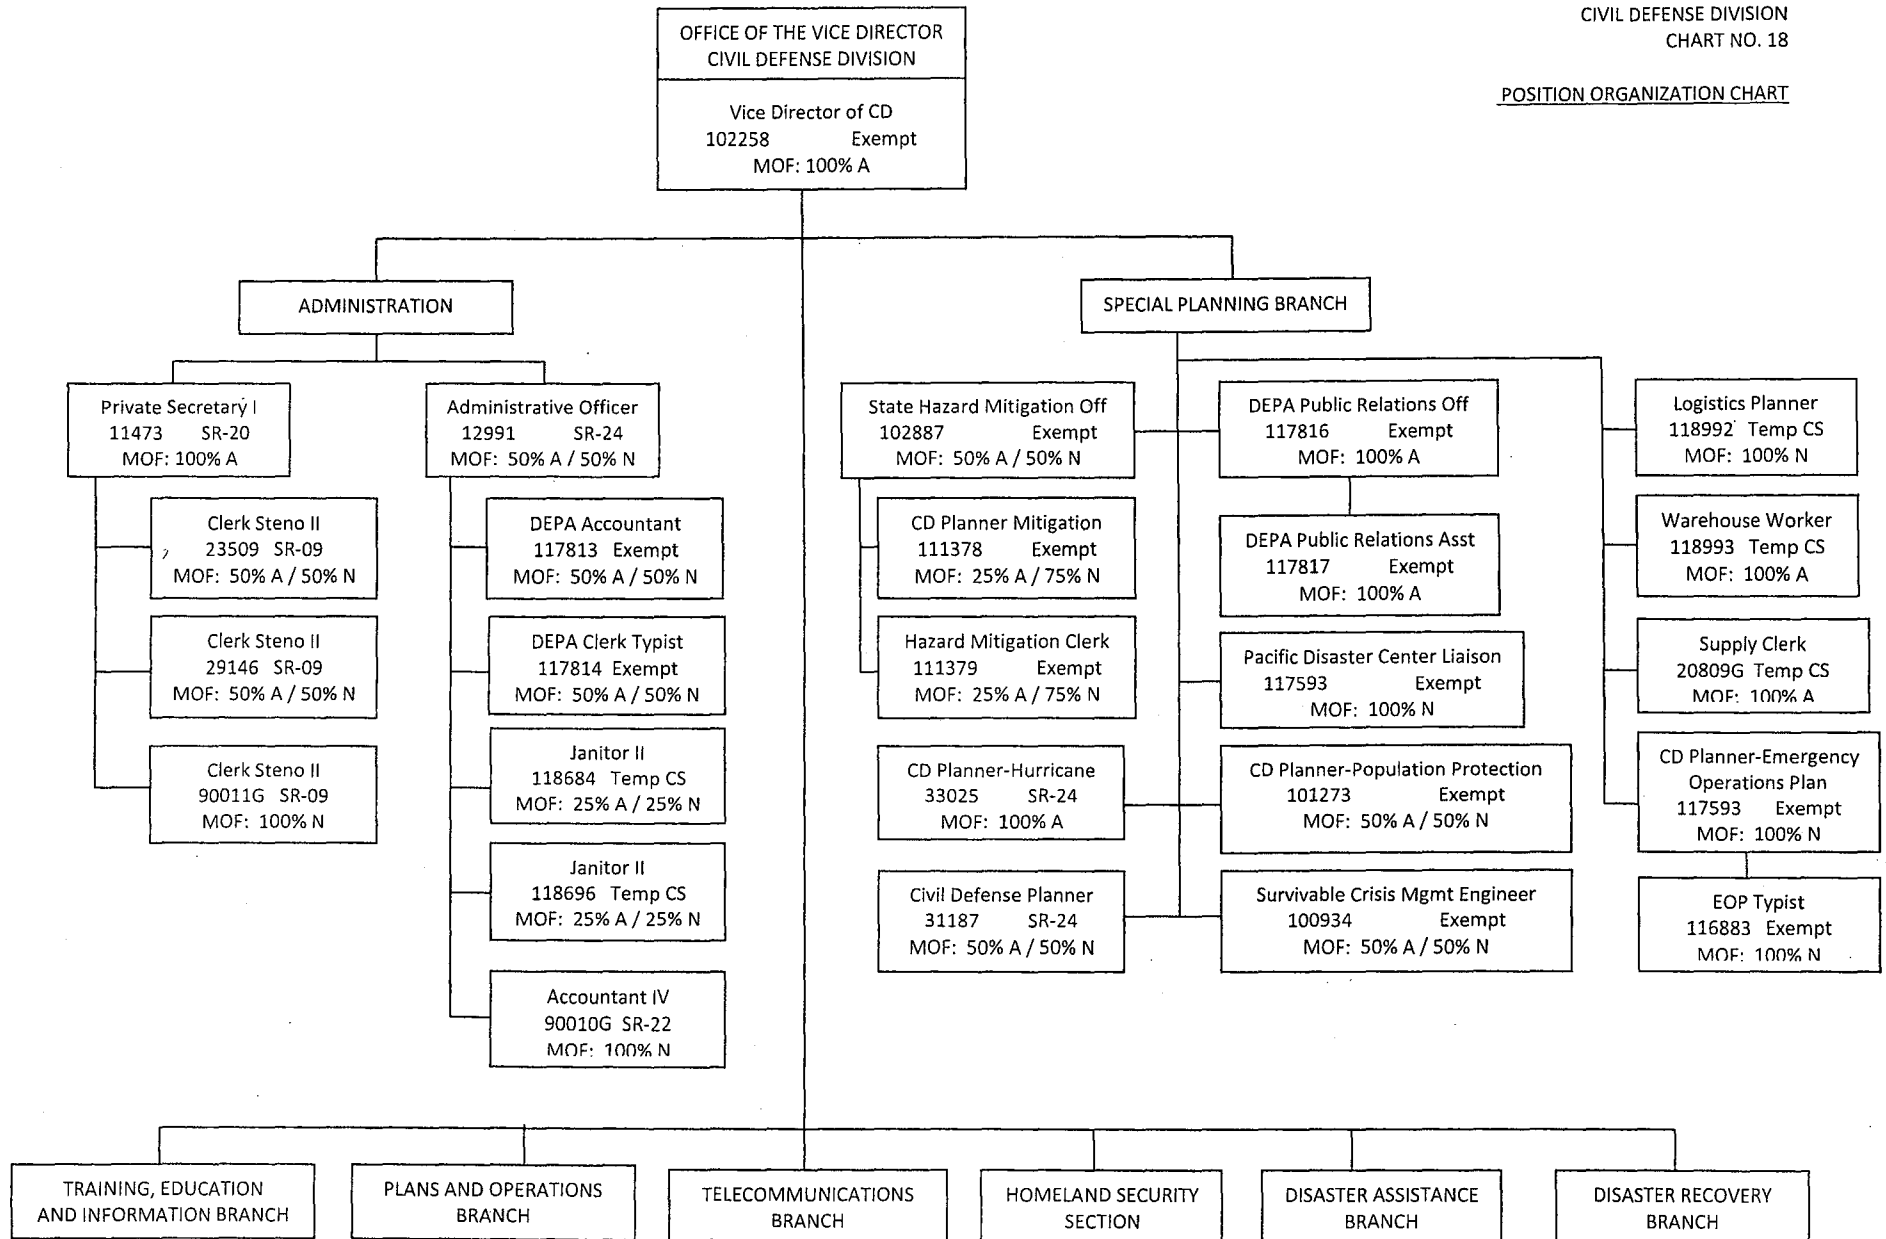 CIVIL DEFENSE DIVISION
CHART NO. 18
POSITION ORGANIZATION CHART
OFFICE OF THE VICE DIRECTOR
CIVIL DEFENSE DIVISION
Vice Director of CD
102258 Exempt
MOF: 100% A
ADMINISTRATION
Private Secretary I
11473 SR-20
MOF: 100% A
Clerk Steno II
23509 SR-09
MOF: 50% A / 50% N
Clerk Steno II
29146 SR-09
MOF: 50% A / 50% N
Clerk Steno II
90011G SR-09
MOF: 100% N
Administrative Officer
12991 SR-24
MOF: 50% A / 50% N
DEPA Accountant
117813 Exempt
MOF: 50% A / 50% N
DEPA Clerk Typist
117814 Exempt
MOF: 50% A / 50% N
Janitor II
118684 Temp CS
MOF: 25% A / 25% N
Janitor II
118696 Temp CS
MOF: 25% A / 25% N
Accountant IV
90010G SR-22
MOF: 100% N
SPECIAL PLANNING BRANCH
State Hazard Mitigation Off
102887 Exempt
MOF: 50% A / 50% N
CD Planner Mitigation
111378 Exempt
MOF: 25% A / 75% N
Hazard Mitigation Clerk
111379 Exempt
MOF: 25% A / 75% N
CD Planner-Hurricane
33025 SR-24
MOF: 100% A
Civil Defense Planner
31187 SR-24
MOF: 50% A / 50% N
DEPA Public Relations Off
117816 Exempt
MOF: 100% A
DEPA Public Relations Asst
117817 Exempt
MOF: 100% A
Pacific Disaster Center Liaison
117593 Exempt
MOF: 100% N
CD Planner-Population Protection
101273 Exempt
MOF: 50% A / 50% N
Survivable Crisis Mgmt Engineer
100934 Exempt
MOF: 50% A / 50% N
Logistics Planner
118992 Temp CS
MOF: 100% N
Warehouse Worker
118993 Temp CS
MOF: 100% A
Supply Clerk
20809G Temp CS
MOF: 100% A
CD Planner-Emergency
Operations Plan
117593 Exempt
MOF: 100% N
EOP Typist
116883 Exempt
MOF: 100% N
TRAINING, EDUCATION
AND INFORMATION BRANCH
PLANS AND OPERATIONS
BRANCH
TELECOMMUNICATIONS
BRANCH
HOMELAND SECURITY
SECTION
DISASTER ASSISTANCE
BRANCH
DISASTER RECOVERY
BRANCH